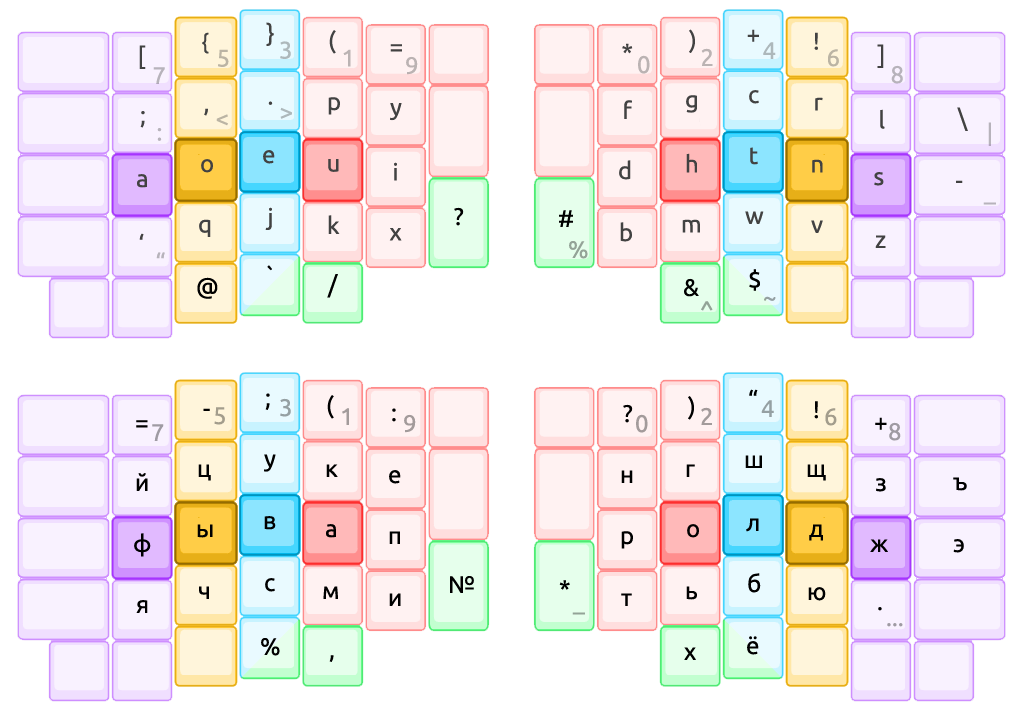 [ 7 { 5 } 3 ( 1 = 9 * 0 ) 2 + 4 ! 6 ] 8
; : , < . > p y f g c r l \ |
a o e u i d h t n s - _
‘ “ q j k x ? # % b m w v z
@ ` / & ^ $ ~
= 7 - 5 ; 3 ( 1 : 9 ? 0 ) 2 “ 4 ! 6 + 8
й ц у к е н г ш щ з ъ
ф ы в а п р о л д ж э
я ч с м и № * _ т ь б ю . ...
% , х ё